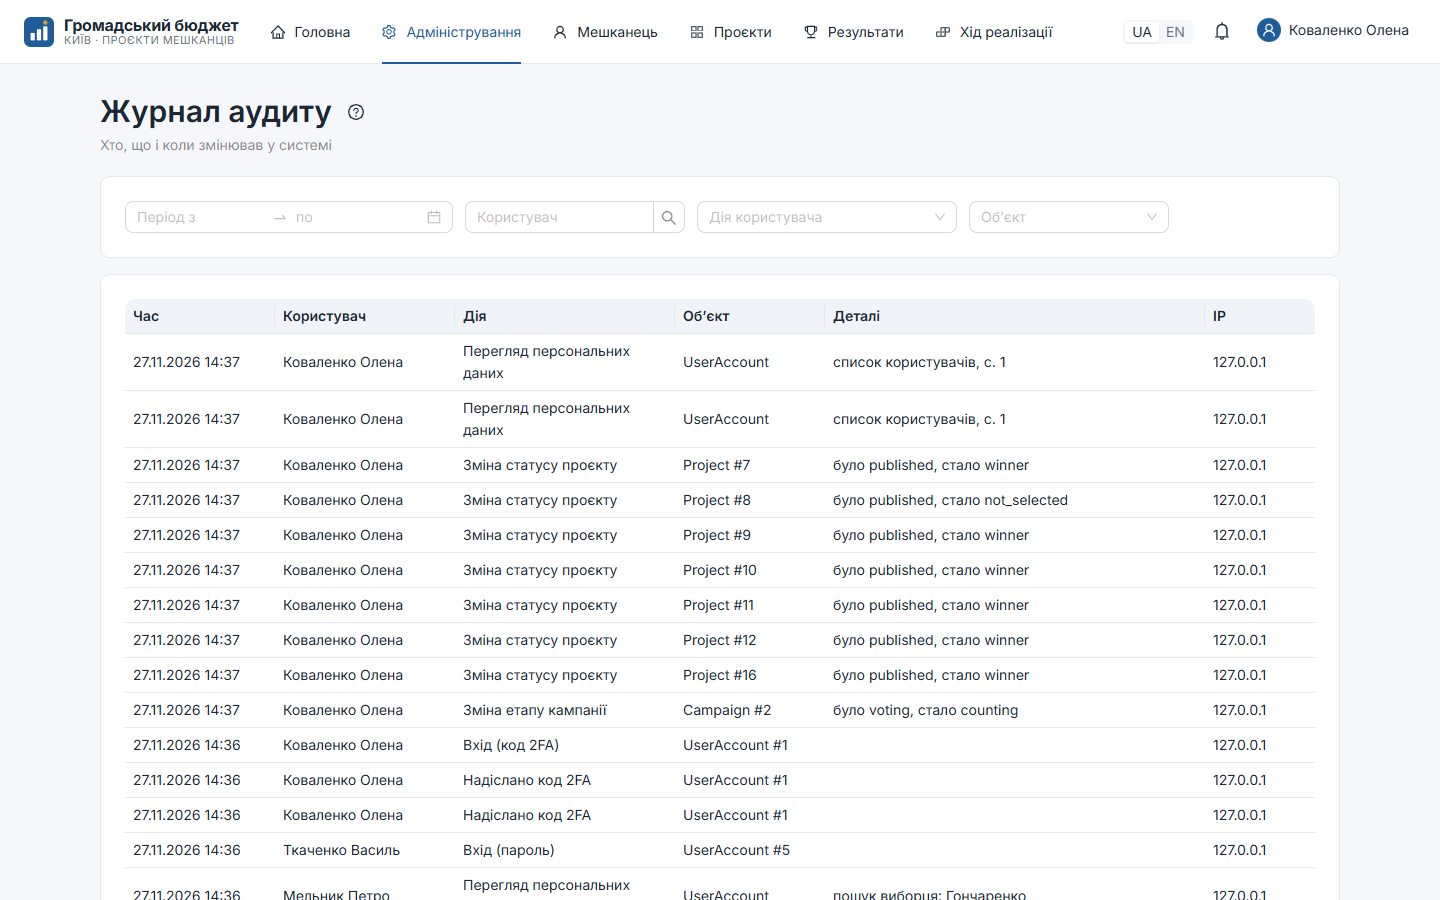 Громадський бюджет
КИЇВ · ПРОЄКТИ МЕШКАНЦІВ
Головна
Адміністрування
Мешканець
Проєкти
Результати
Хід реалізації
UA EN
Коваленко Олена
Журнал аудиту
Хто, що і коли змінював у системі
Період з → по
Користувач
Дія користувача
Об’єкт
Час Користувач Дія Об’єкт Деталі IP
27.11.2026 14:37 Коваленко Олена Перегляд персональних даних UserAccount список користувачів, с. 1 127.0.0.1
27.11.2026 14:37 Коваленко Олена Перегляд персональних даних UserAccount список користувачів, с. 1 127.0.0.1
27.11.2026 14:37 Коваленко Олена Зміна статусу проєкту Project #7 було published, стало winner 127.0.0.1
27.11.2026 14:37 Коваленко Олена Зміна статусу проєкту Project #8 було published, стало not_selected 127.0.0.1
27.11.2026 14:37 Коваленко Олена Зміна статусу проєкту Project #9 було published, стало winner 127.0.0.1
27.11.2026 14:37 Коваленко Олена Зміна статусу проєкту Project #10 було published, стало winner 127.0.0.1
27.11.2026 14:37 Коваленко Олена Зміна статусу проєкту Project #11 було published, стало winner 127.0.0.1
27.11.2026 14:37 Коваленко Олена Зміна статусу проєкту Project #12 було published, стало winner 127.0.0.1
27.11.2026 14:37 Коваленко Олена Зміна статусу проєкту Project #16 було published, стало winner 127.0.0.1
27.11.2026 14:37 Коваленко Олена Зміна етапу кампанії Campaign #2 було voting, стало counting 127.0.0.1
27.11.2026 14:36 Коваленко Олена Вхід (код 2FA) UserAccount #1 127.0.0.1
27.11.2026 14:36 Коваленко Олена Надіслано код 2FA UserAccount #1 127.0.0.1
27.11.2026 14:36 Коваленко Олена Надіслано код 2FA UserAccount #1 127.0.0.1
27.11.2026 14:36 Ткаченко Василь Вхід (пароль) UserAccount #5 127.0.0.1
27.11.2026 14:36 Мельник Петро Перегляд персональних UserAccount пошук виборця: Гончаренко 127.0.0.1